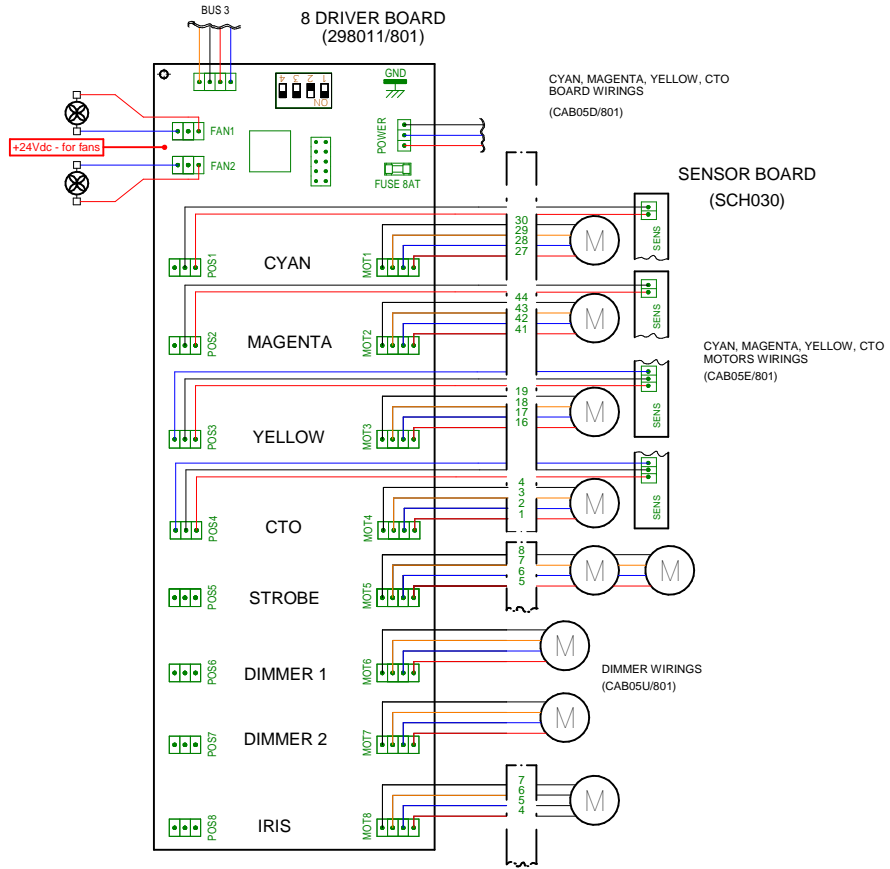 BUS 3
8 DRIVER BOARD
(298011/801)
4 3 2 1
ON
GND
CYAN, MAGENTA, YELLOW, CTO
BOARD WIRINGS
(CAB05D/801)
FAN1
+24Vdc - for fans
FAN2
POWER
FUSE 8AT
SENSOR BOARD
(SCH030)
POS1
CYAN
MOT1
30
29
28
27
M
SENS
POS2
MAGENTA
MOT2
44
43
42
41
M
SENS
CYAN, MAGENTA, YELLOW, CTO
MOTORS WIRINGS
(CAB05E/801)
POS3
YELLOW
MOT3
19
18
17
16
M
SENS
POS4
CTO
MOT4
4
3
2
1
M
SENS
POS5
STROBE
MOT5
8
7
6
5
M
M
POS6
DIMMER 1
MOT6
M
DIMMER WIRINGS
(CAB05U/801)
POS7
DIMMER 2
MOT7
M
POS8
IRIS
MOT8
7
6
5
4
M